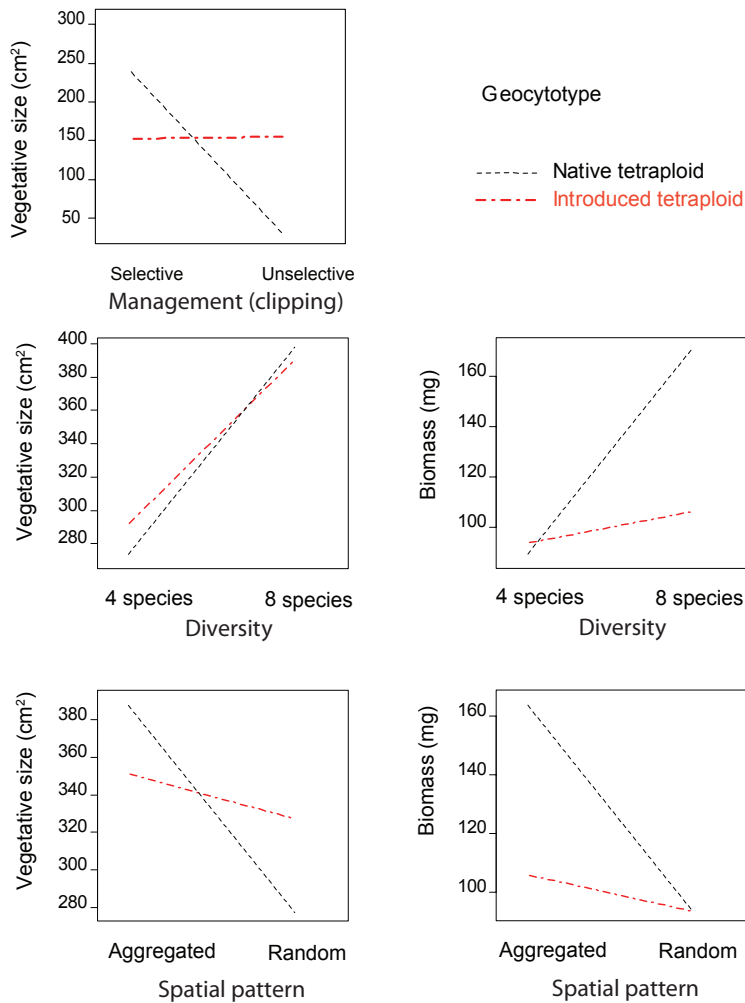 Vegetative size (cm²)
300
250
200
150
100
50
Selective Unselective
Management (clipping)
Geocytotype
Native tetraploid
Introduced tetraploid
Vegetative size (cm²)
400
380
360
340
300
280
4 species 8 species
Diversity
Biomass (mg)
160
140
120
100
4 species 8 species
Diversity
Vegetative size (cm²)
380
360
340
320
300
280
Aggregated Random
Spatial pattern
Biomass (mg)
160
140
120
100
Aggregated Random
Spatial pattern